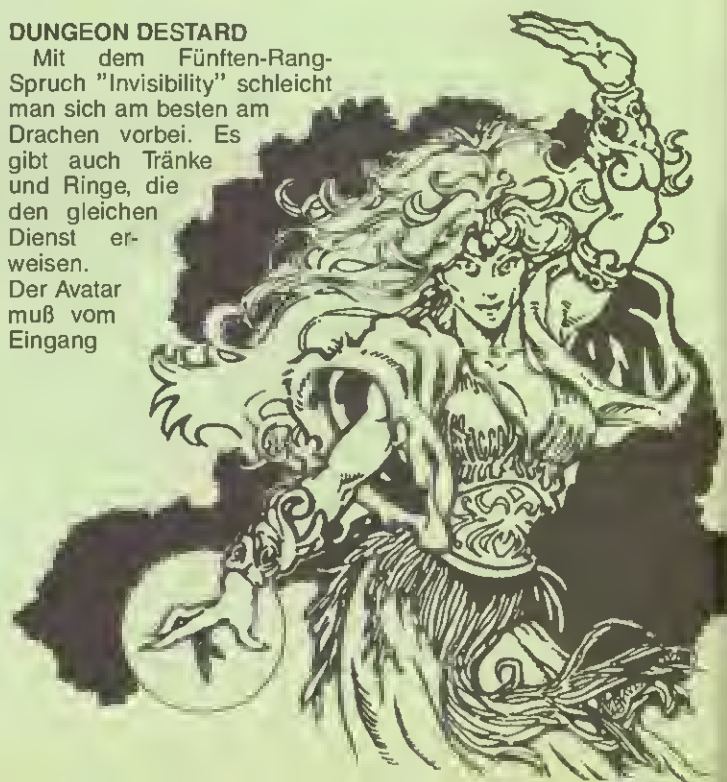 DUNGEON DESTARD
Mit dem Fünften-Rang-
Spruch "Invisibility" schleicht
man sich am besten am
Drachen vorbei. Es
gibt auch Tränke
und Ringe, die
den gleichen
Dienst er-
weisen.
Der Avatar
muß vom
Eingang